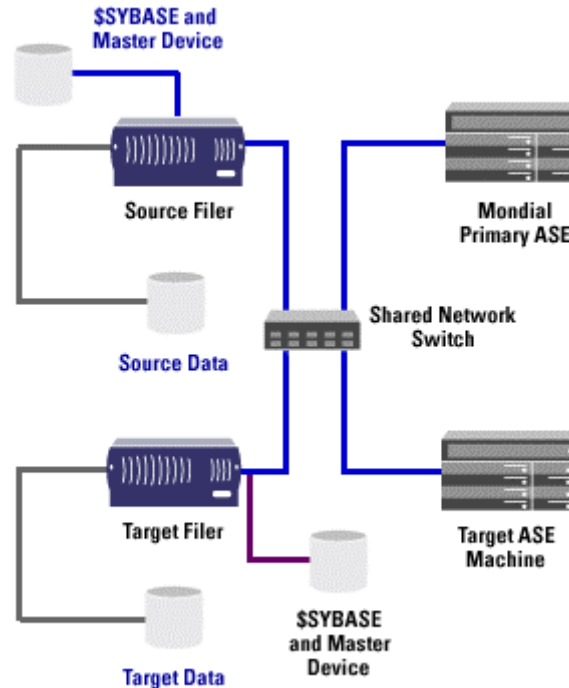 $SYBASE and
Master Device
Source Filer
Mondial
Primary ASE
Shared Network
Switch
Source Data
Target Filer
Target ASE
Machine
$SYBASE
and Master
Device
Target Data